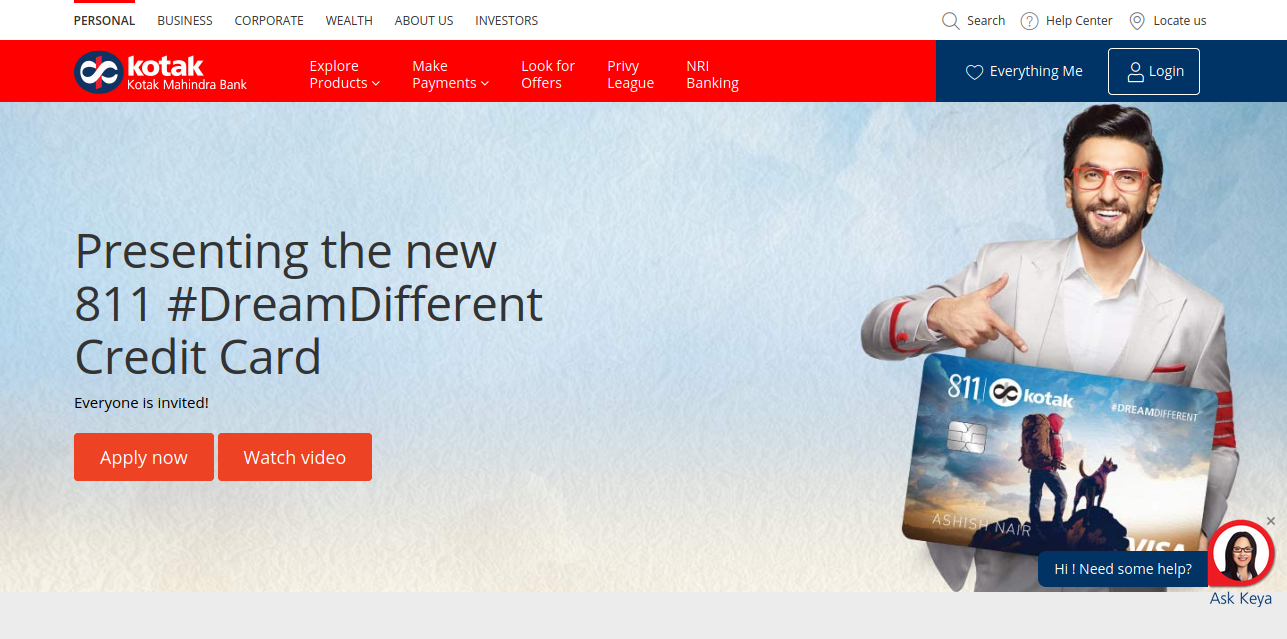 PERSONAL BUSINESS CORPORATE WEALTH ABOUT US INVESTORS Search Help Center Locate us
kotak
Kotak Mahindra Bank
Explore
Products
Make
Payments
Look for
Offers
Privy
League
NRI
Banking
Everything Me
Login
Presenting the new
811 #DreamDifferent
Credit Card
Everyone is invited!
Apply now
Watch video
811 kotak
#DREAMDIFFERENT
ASHISH NAIR
VISA
Hi ! Need some help?
Ask Keya